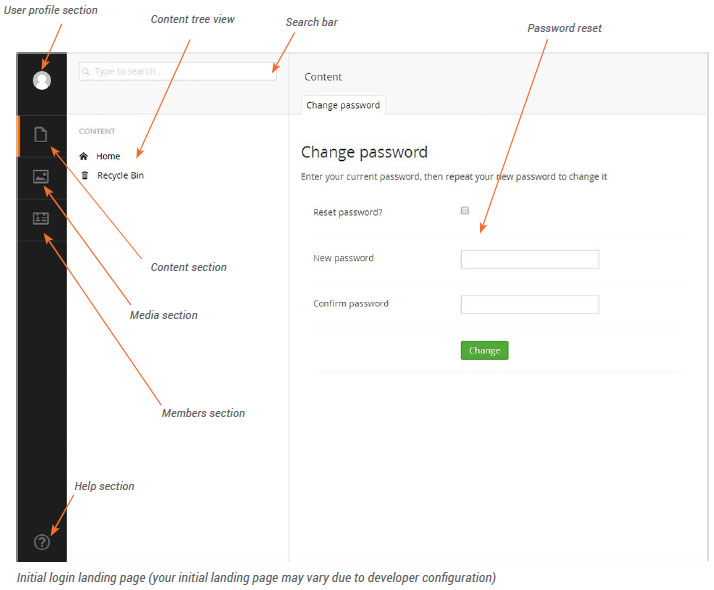 User profile section
Content tree view
Search bar
Password reset
Type to search...
Content
Change password
CONTENT
Home
Recycle Bin
Change password
Enter your current password, then repeat your new password to change it
Reset password?
New password
Confirm password
Change
Content section
Media section
Members section
Help section
Initial login landing page (your initial landing page may vary due to developer configuration)